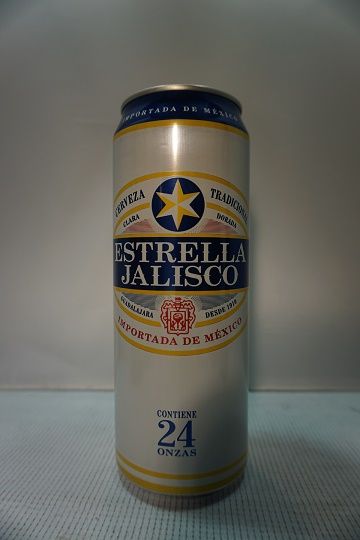 IMPORTADA DE MÉXICO
CERVEZA TRADICIONAL
CLARA DORADA
ESTRELLA
JALISCO
GUADALAJARA DESDE 1910
IMPORTADA DE MÉXICO
CONTIENE
24
ONZAS